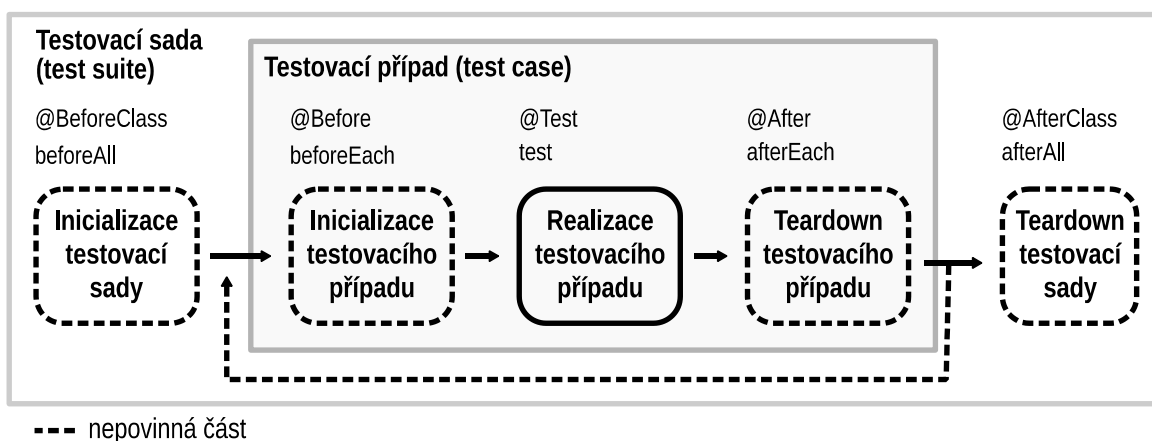 Testovací sada
(test suite)
Testovací případ (test case)
@BeforeClass
beforeAll
@Before
beforeEach
@Test
test
@After
afterEach
@AfterClass
afterAll
Inicializace
testovací
sady
Inicializace
testovacího
případu
Realizace
testovacího
případu
Teardown
testovacího
případu
Teardown
testovací
sady
nepovinná část